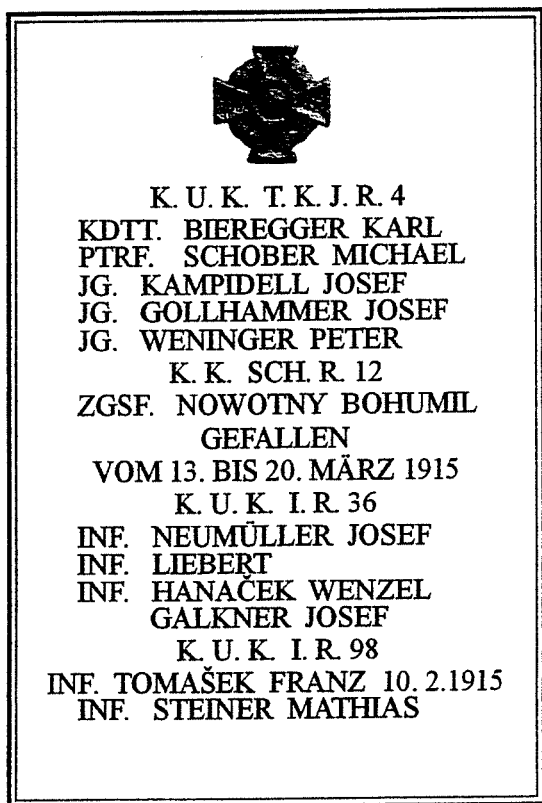 K. U. K. T. K. J. R. 4
KDTT. BIEREGGER KARL
PTRF. SCHOBER MICHAEL
JG. KAMPIDELL JOSEF
JG. GOLLHAMMER JOSEF
JG. WENINGER PETER
K. K. SCH. R. 12
ZGSF. NOWOTNY BOHUMIL
GEFALLEN
VOM 13. BIS 20. MÄRZ 1915
K. U. K. I. R. 36
INF. NEUMÜLLER JOSEF
INF. LIEBERT
INF. HANAČEK WENZEL
GALKNER JOSEF
K. U. K. I. R. 98
INF. TOMAŠEK FRANZ 10. 2.1915
INF. STEINER MATHIAS